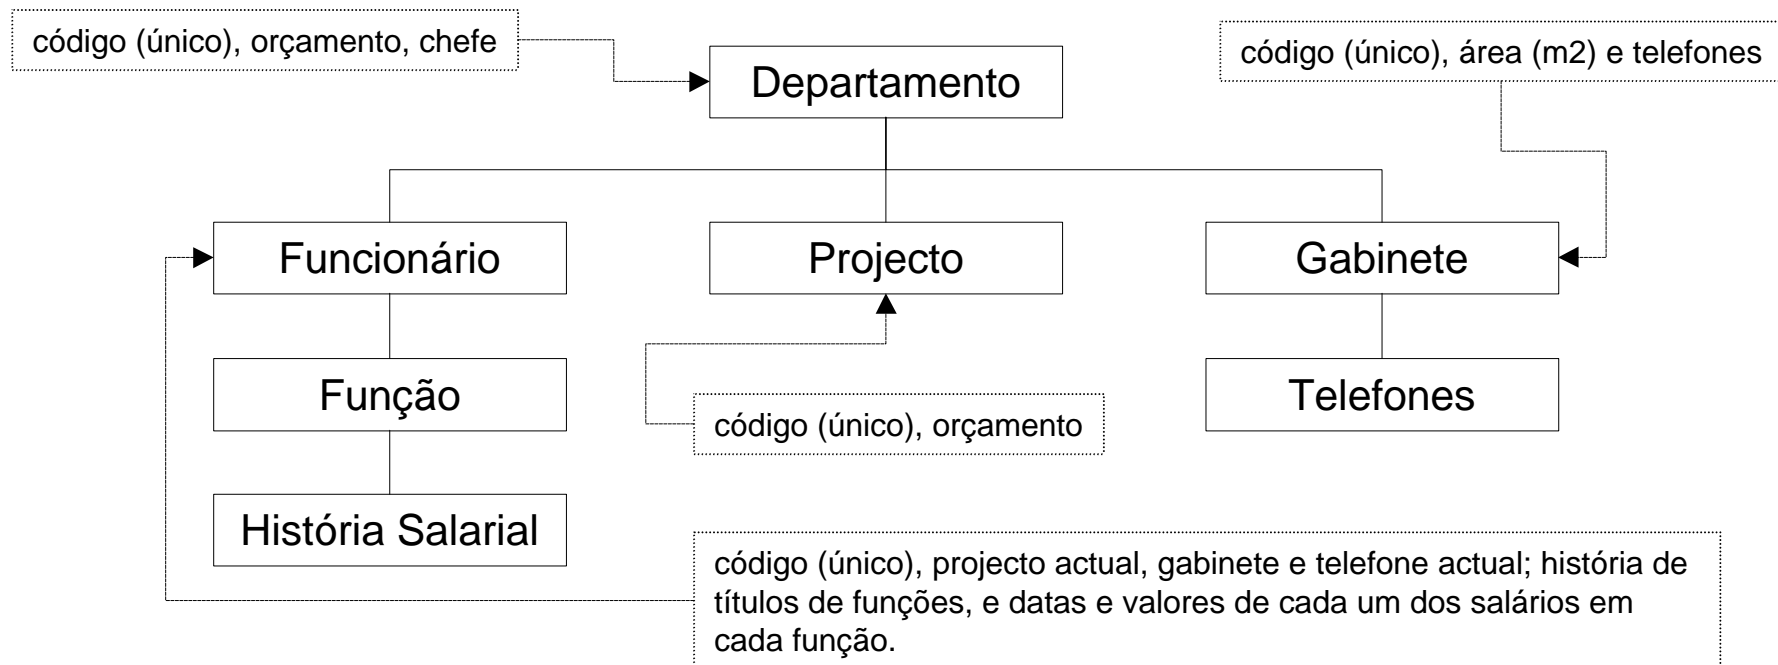 código (único), orçamento, chefe
Departamento
código (único), área (m2) e telefones
Funcionário
Projecto
Gabinete
Função
código (único), orçamento
Telefones
História Salarial
código (único), projecto actual, gabinete e telefone actual; história de
títulos de funções, e datas e valores de cada um dos salários em
cada função.